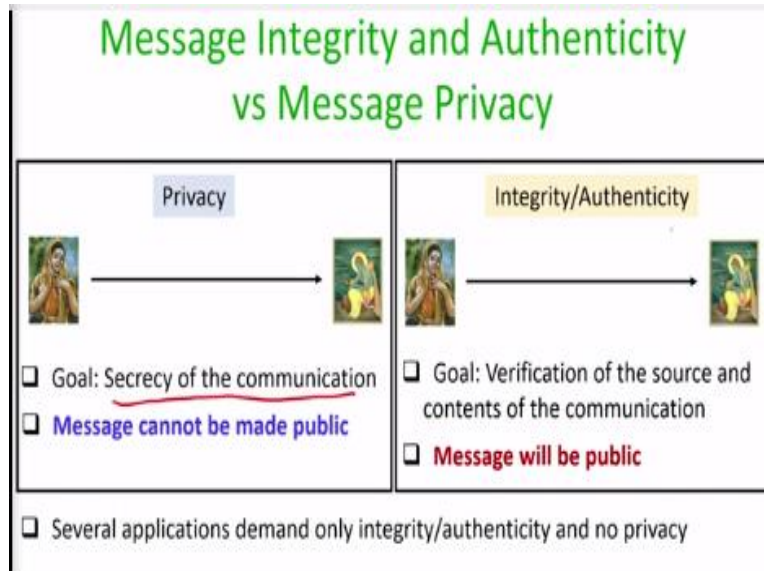 Message Integrity and Authenticity
vs Message Privacy
Privacy
❑ Goal: Secrecy of the communication
❑ Message cannot be made public
Integrity/Authenticity
❑ Goal: Verification of the source and
contents of the communication
❑ Message will be public
❑ Several applications demand only integrity/authenticity and no privacy